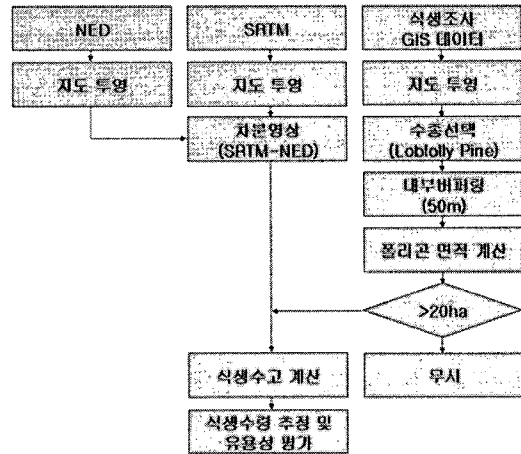 NED
SRTM
식생조사
GIS 데이터
지도 투영
지도 투영
지도 투영
차분영상
(SRTM-NED)
수종선택
(Loblolly Pine)
내부버퍼링
(50m)
폴리곤 면적 계산
>20ha
식생수고 계산
무시
식생수령 추정 및
유용성 평가